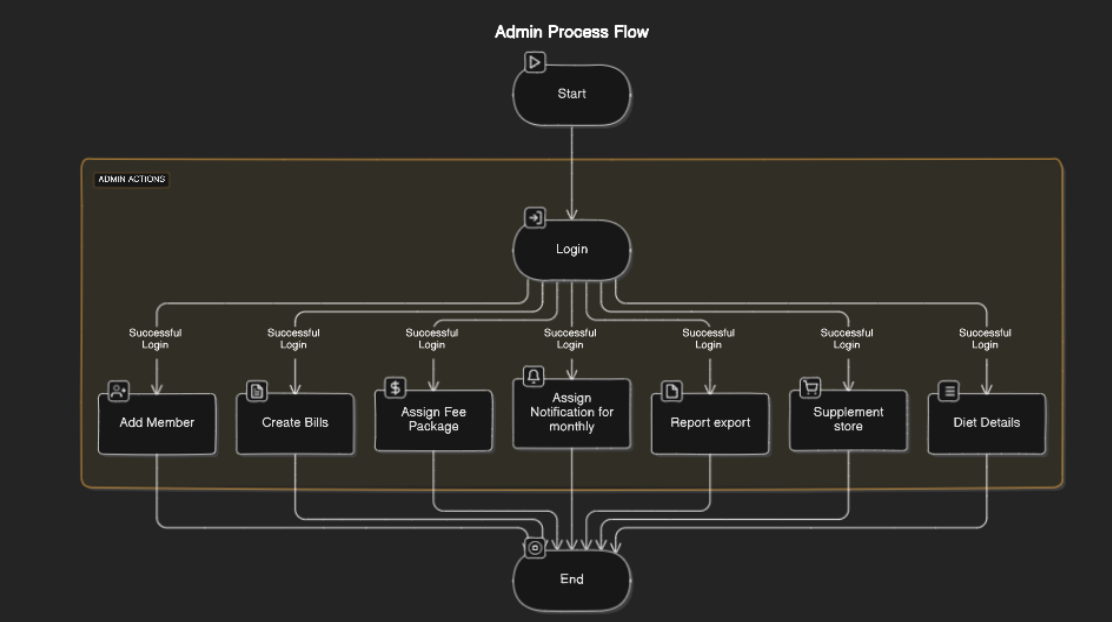 Admin Process Flow
Start
ADMIN ACTIONS
Login
Successful
Login
Successful
Login
Successful
Login
Successful
Login
Successful
Login
Successful
Login
Successful
Login
Add Member
Create Bills
Assign Fee
Package
Assign
Notification for
monthly
Report export
Supplement
store
Diet Details
End